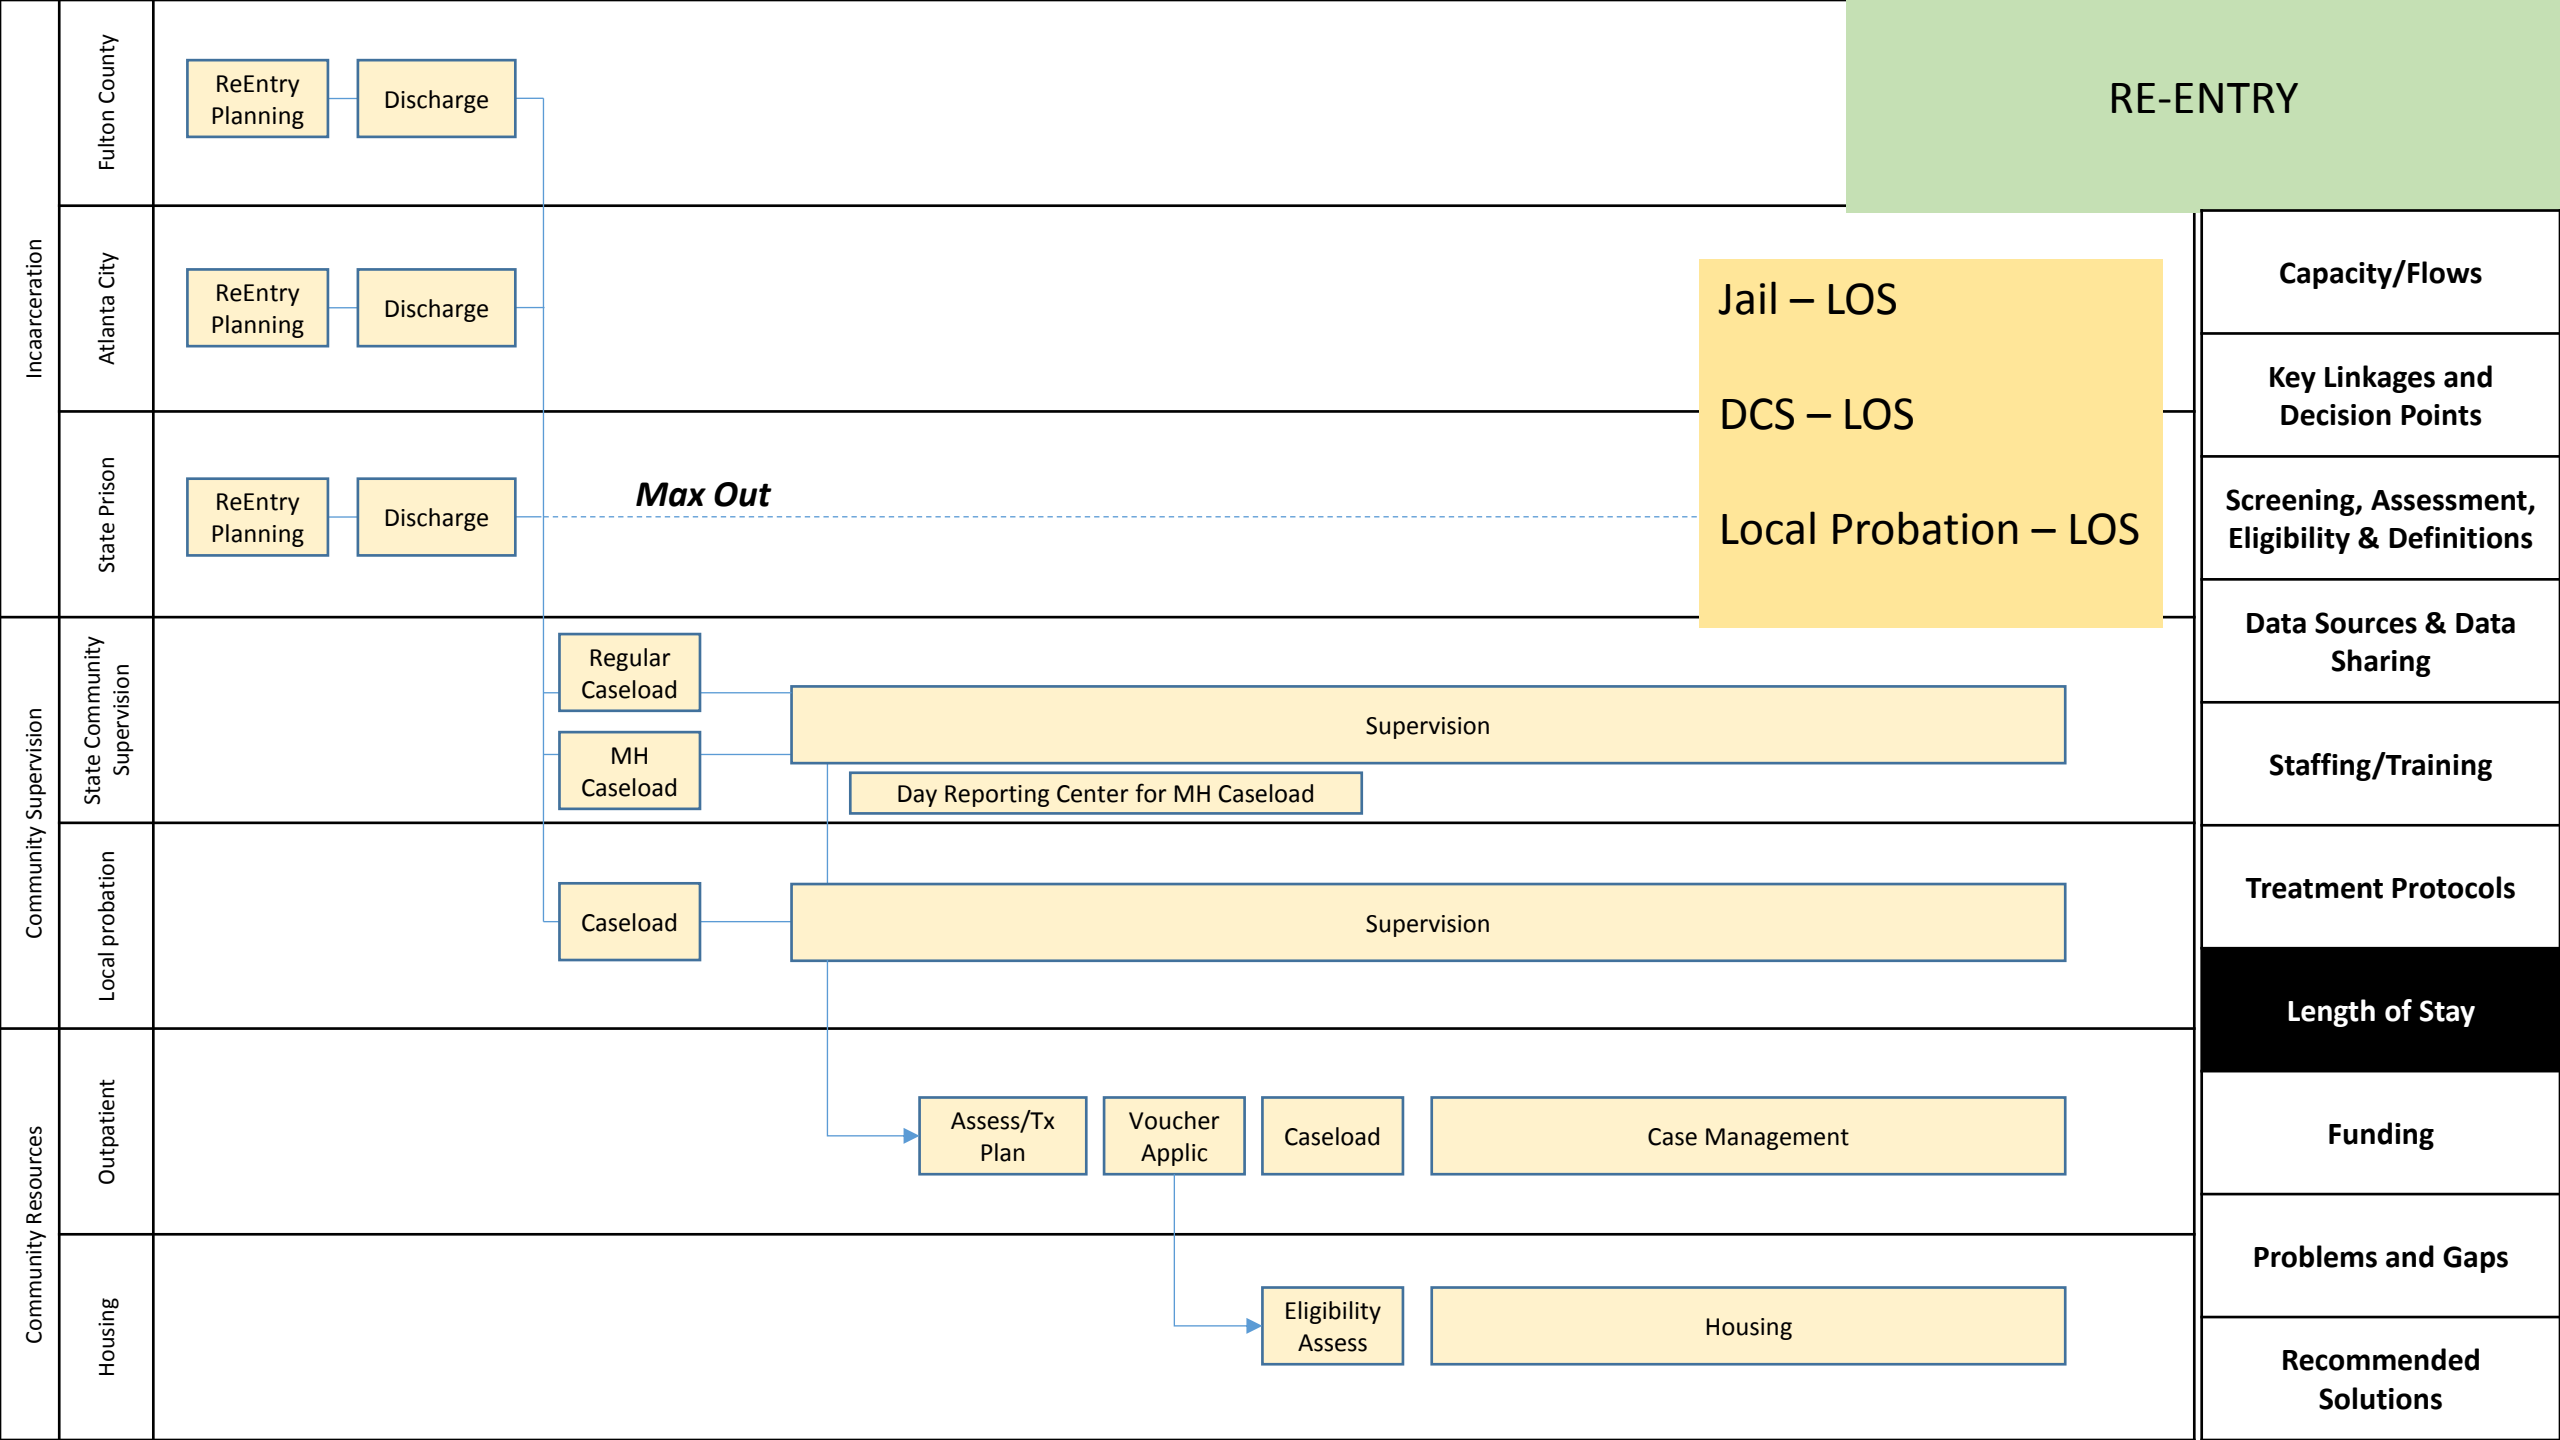 RE-ENTRY
Incarceration
Fulton County
ReEntry
Planning
Discharge
Atlanta City
ReEntry
Planning
Discharge
State Prison
ReEntry
Planning
Discharge
Max Out
Jail – LOS
DCS – LOS
Local Probation – LOS
Community Supervision
State Community
Supervision
Regular
Caseload
MH
Caseload
Supervision
Day Reporting Center for MH Caseload
Local probation
Caseload
Supervision
Community Resources
Outpatient
Assess/Tx
Plan
Voucher
Applic
Caseload
Case Management
Housing
Eligibility
Assess
Housing
Capacity/Flows
Key Linkages and
Decision Points
Screening, Assessment,
Eligibility & Definitions
Data Sources & Data
Sharing
Staffing/Training
Treatment Protocols
Length of Stay
Funding
Problems and Gaps
Recommended
Solutions